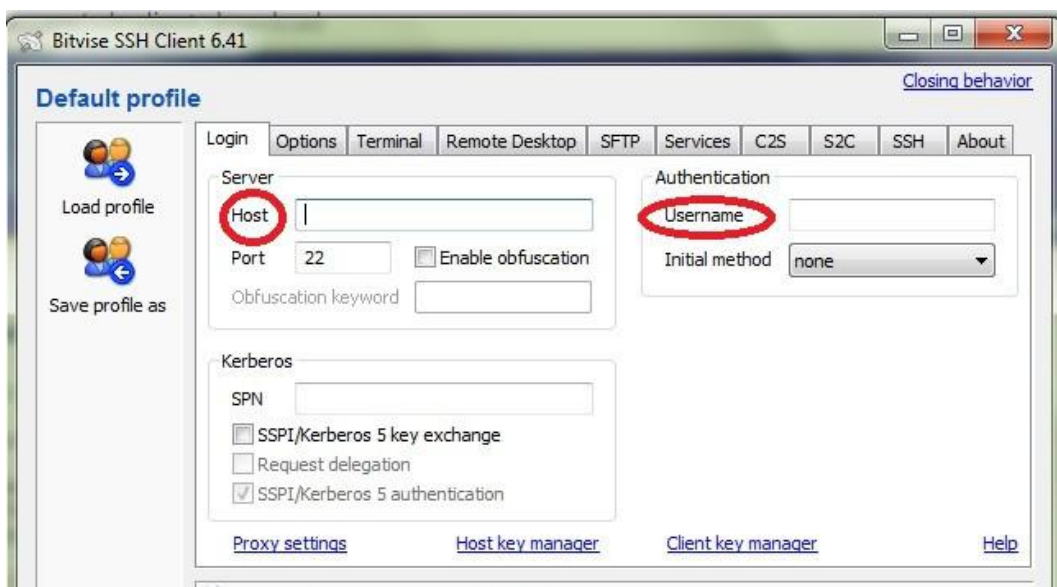 Bitvise SSH Client 6.41
Closing behavior
Default profile
Load profile
Save profile as
Login Options Terminal Remote Desktop SFTP Services C2S S2C SSH About
Server
Host
Port 22 Enable obfuscation
Obfuscation keyword
Authentication
Username
Initial method none
Kerberos
SPN
SSPI/Kerberos 5 key exchange
Request delegation
SSPI/Kerberos 5 authentication
Proxy settings Host key manager Client key manager Help